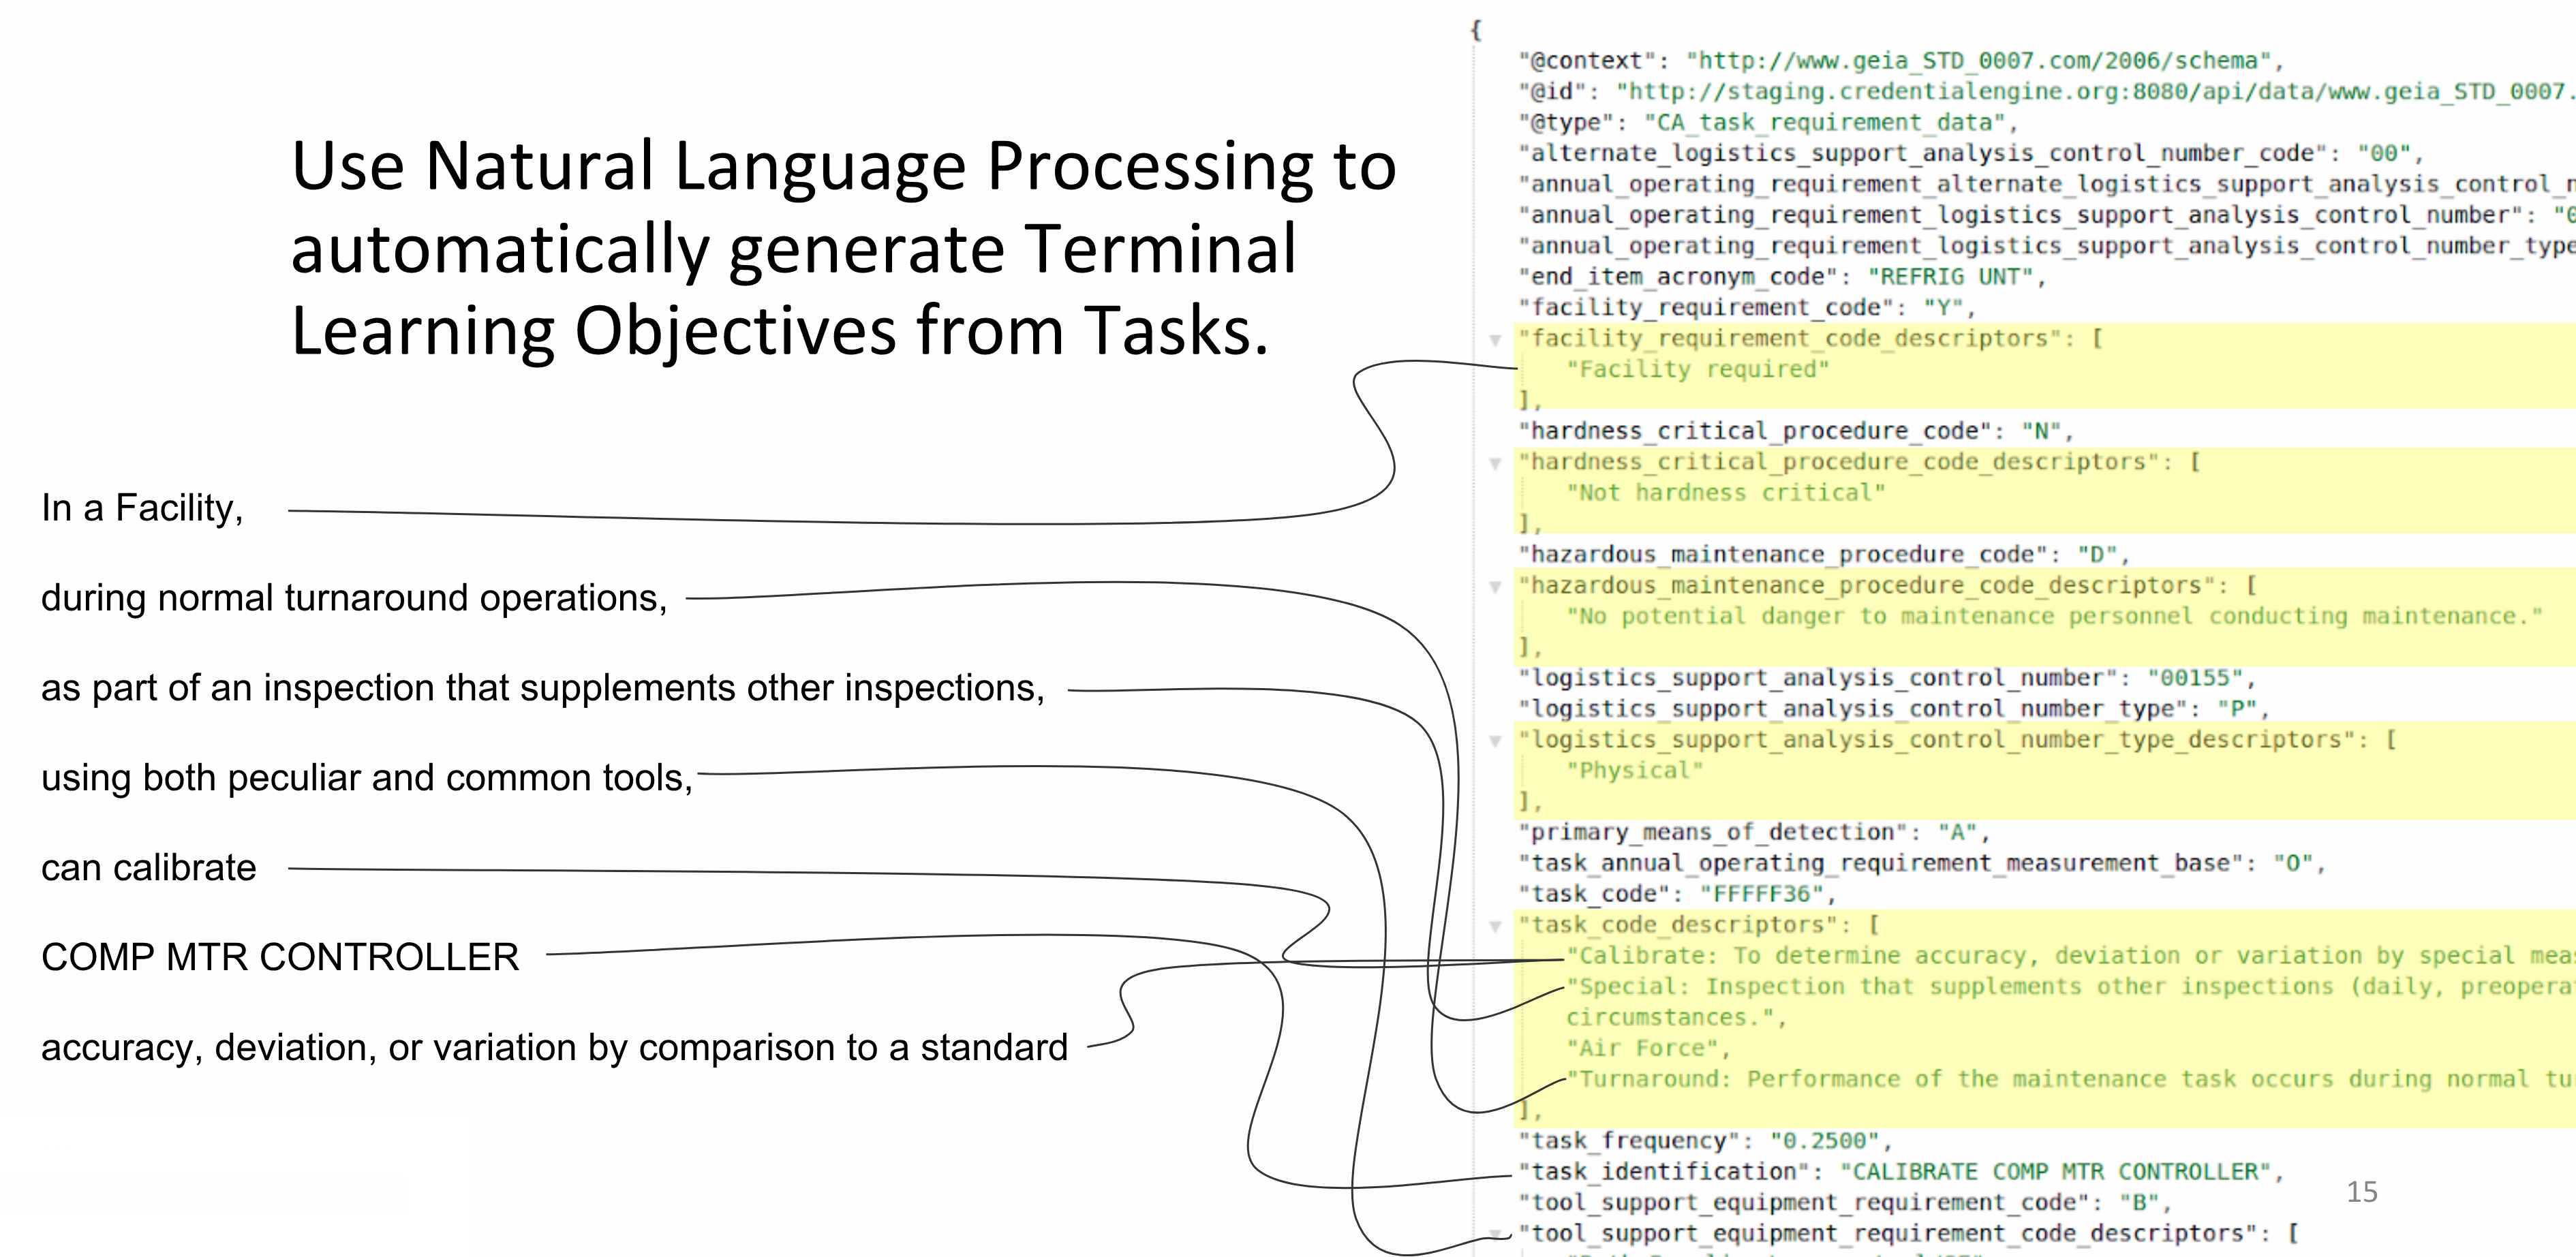 Use Natural Language Processing to
automatically generate Terminal
Learning Objectives from Tasks.
In a Facility,
during normal turnaround operations,
as part of an inspection that supplements other inspections,
using both peculiar and common tools,
can calibrate
COMP MTR CONTROLLER
accuracy, deviation, or variation by comparison to a standard
{
"@context": "http://www.geia_STD_0007.com/2006/schema",
"@id": "http://staging.credentialengine.org:8080/api/data/www.geia_STD_0007.
"@type": "CA_task_requirement_data",
"alternate_logistics_support_analysis_control_number_code": "00",
"annual_operating_requirement_alternate_logistics_support_analysis_control_n
"annual_operating_requirement_logistics_support_analysis_control_number": "0
"annual_operating_requirement_logistics_support_analysis_control_number_type
"end_item_acronym_code": "REFRIG UNT",
"facility_requirement_code": "Y",
"facility_requirement_code_descriptors": [
"Facility required"
],
"hardness_critical_procedure_code": "N",
"hardness_critical_procedure_code_descriptors": [
"Not hardness critical"
],
"hazardous_maintenance_procedure_code": "D",
"hazardous_maintenance_procedure_code_descriptors": [
"No potential danger to maintenance personnel conducting maintenance."
],
"logistics_support_analysis_control_number": "00155",
"logistics_support_analysis_control_number_type": "P",
"logistics_support_analysis_control_number_type_descriptors": [
"Physical"
],
"primary_means_of_detection": "A",
"task_annual_operating_requirement_measurement_base": "O",
"task_code": "FFFFF36",
"task_code_descriptors": [
"Calibrate: To determine accuracy, deviation or variation by special mea
"Special: Inspection that supplements other inspections (daily, preopera
circumstances.",
"Air Force",
"Turnaround: Performance of the maintenance task occurs during normal tu
],
"task_frequency": "0.2500",
"task_identification": "CALIBRATE COMP MTR CONTROLLER",
"tool_support_equipment_requirement_code": "B",
"tool_support_equipment_requirement_code_descriptors": [
15